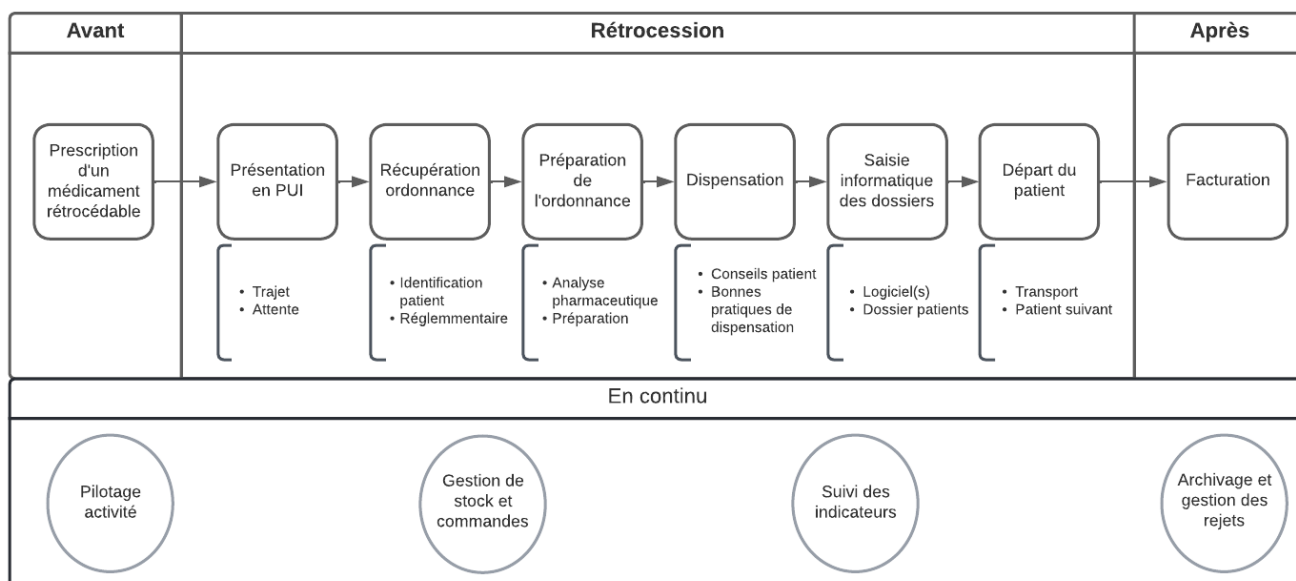 Avant
Rétrocession
Après
Prescription
d'un
médicament
rétrocédable
Présentation
en PUI
Récupération
ordonnance
Préparation
de
l'ordonnance
Dispensation
Saisie
informatique
des dossiers
Départ du
patient
Facturation
• Trajet
• Attente
• Identification
patient
• Réglemmentaire
• Analyse
pharmaceutique
• Préparation
• Conseils patient
• Bonnes
pratiques de
dispensation
• Logiciel(s)
• Dossier patients
• Transport
• Patient suivant
En continu
Pilotage
activité
Gestion de
stock et
commandes
Suivi des
indicateurs
Archivage et
gestion des
rejets